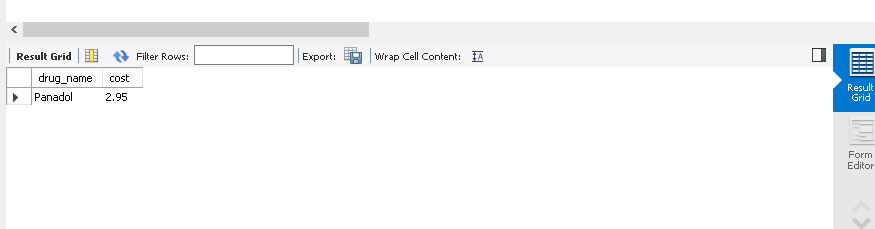 Result Grid Filter Rows: Export: Wrap Cell Content:
drug_name cost
Panadol 2.95
Result
Grid
Form
Editor